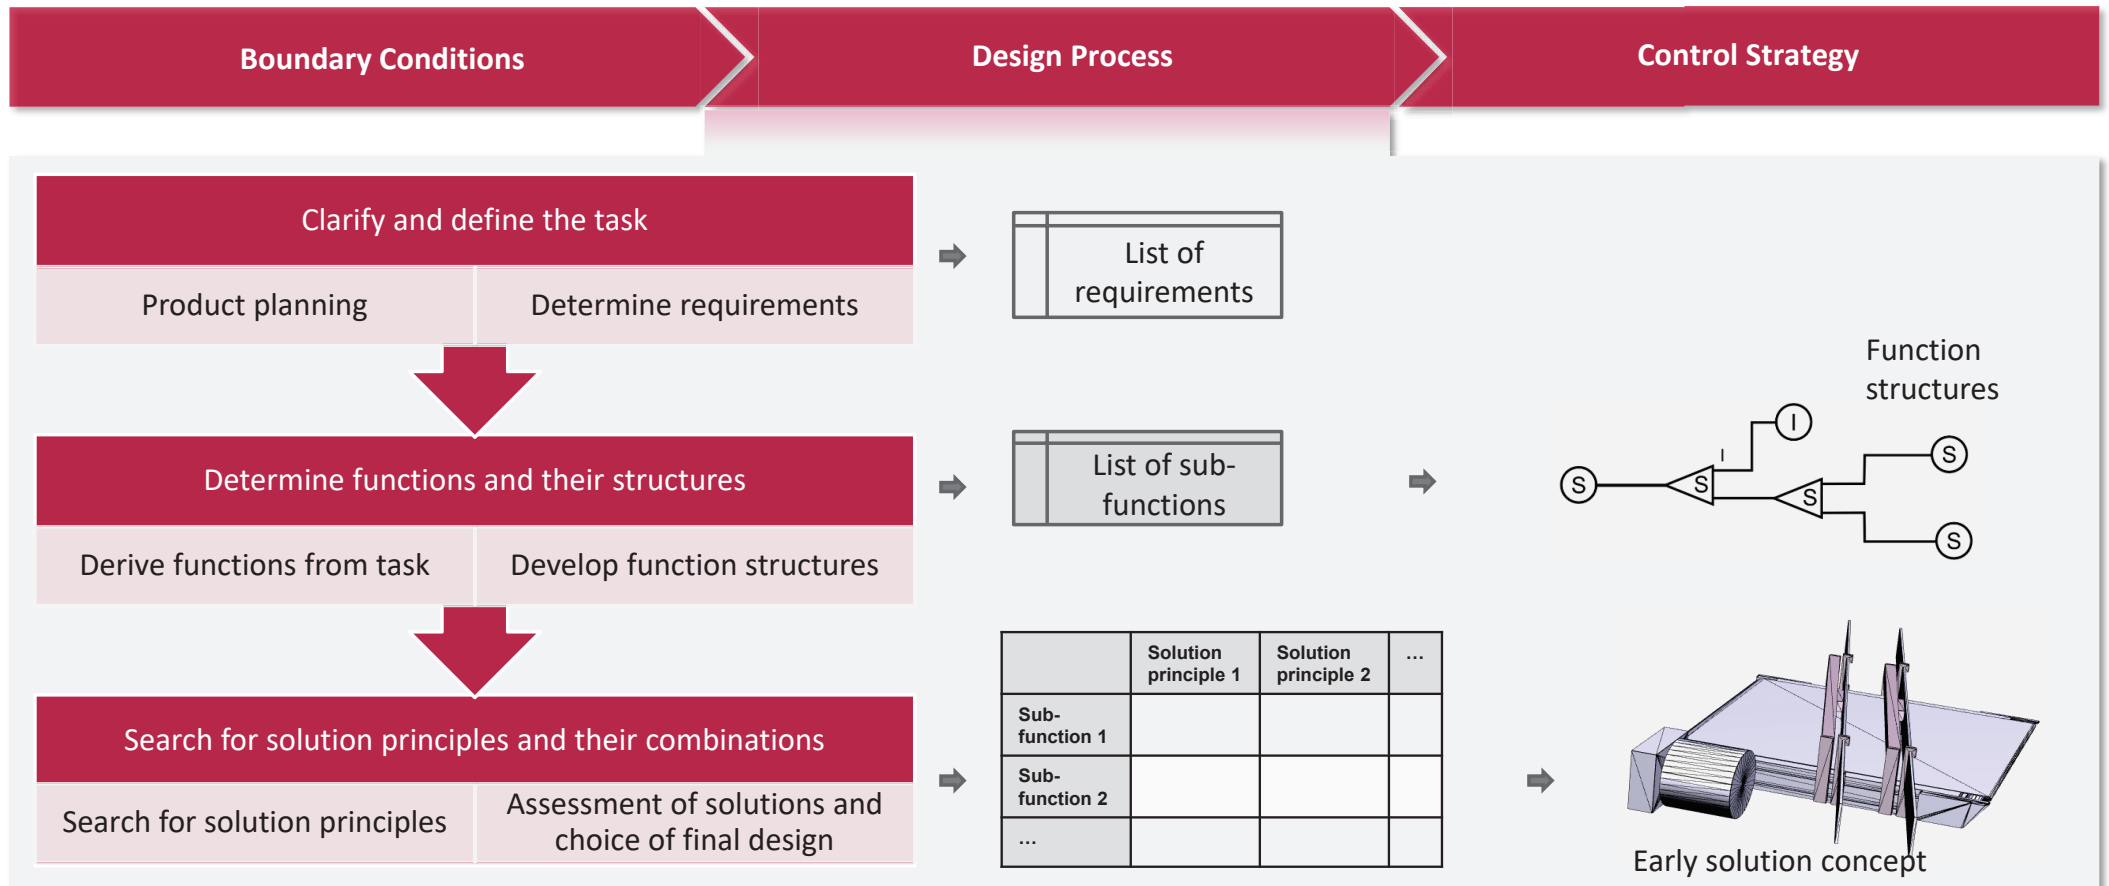 Boundary Conditions
Design Process
Control Strategy
Clarify and define the task
Product planning
Determine requirements
List of
requirements
Determine functions and their structures
Derive functions from task
Develop function structures
List of sub-
functions
Function
structures
I
I
S
S
S
S
S
Search for solution principles and their combinations
Search for solution principles
Assessment of solutions and
choice of final design
Solution
principle 1
Solution
principle 2
...
Sub-
function 1
Sub-
function 2
...
Early solution concept